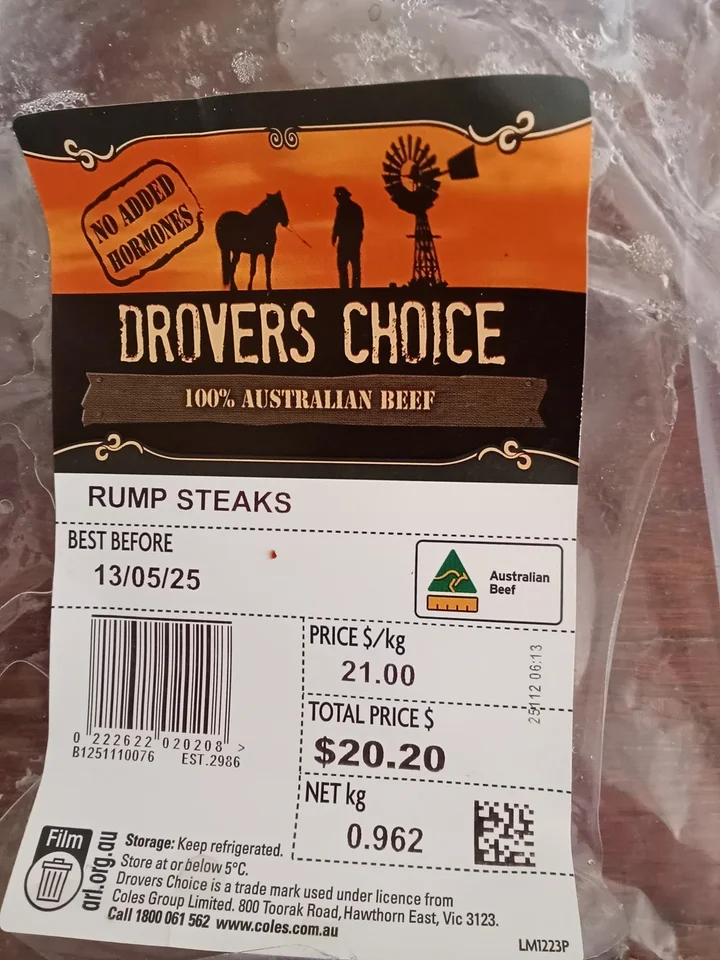 NO ADDED
HORMONES
DROVERS CHOICE
100% AUSTRALIAN BEEF
RUMP STEAKS
BEST BEFORE
13/05/25
Australian
Beef
PRICE $/kg
21.00
25112 06:13
TOTAL PRICE $
$20.20
0 222622 020208 >
B1251110076 EST.2986
NET kg
0.962
Film
arl.org.au
Storage: Keep refrigerated.
Store at or below 5°C.
Drovers Choice is a trade mark used under licence from
Coles Group Limited. 800 Toorak Road, Hawthorn East, Vic 3123.
Call 1800 061 562 www.coles.com.au
LM1223P